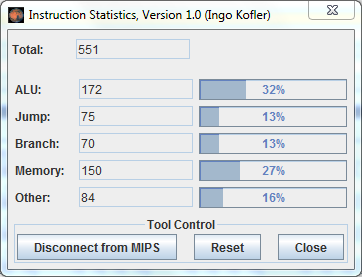 Instruction Statistics, Version 1.0 (Ingo Kofler)
Total: 551
ALU: 172 32%
Jump: 75 13%
Branch: 70 13%
Memory: 150 27%
Other: 84 16%
Tool Control
Disconnect from MIPS Reset Close